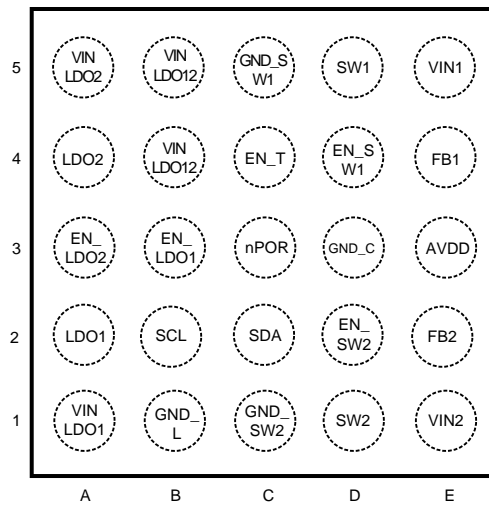 5
VIN
LDO2
VIN
LDO12
GND_S
W1
SW1
VIN1
4
LDO2
VIN
LDO12
EN_T
EN_S
W1
FB1
3
EN_
LDO2
EN_
LDO1
nPOR
GND_C
AVDD
2
LDO1
SCL
SDA
EN_
SW2
FB2
1
VIN
LDO1
GND_
L
GND_
SW2
SW2
VIN2
A B C D E